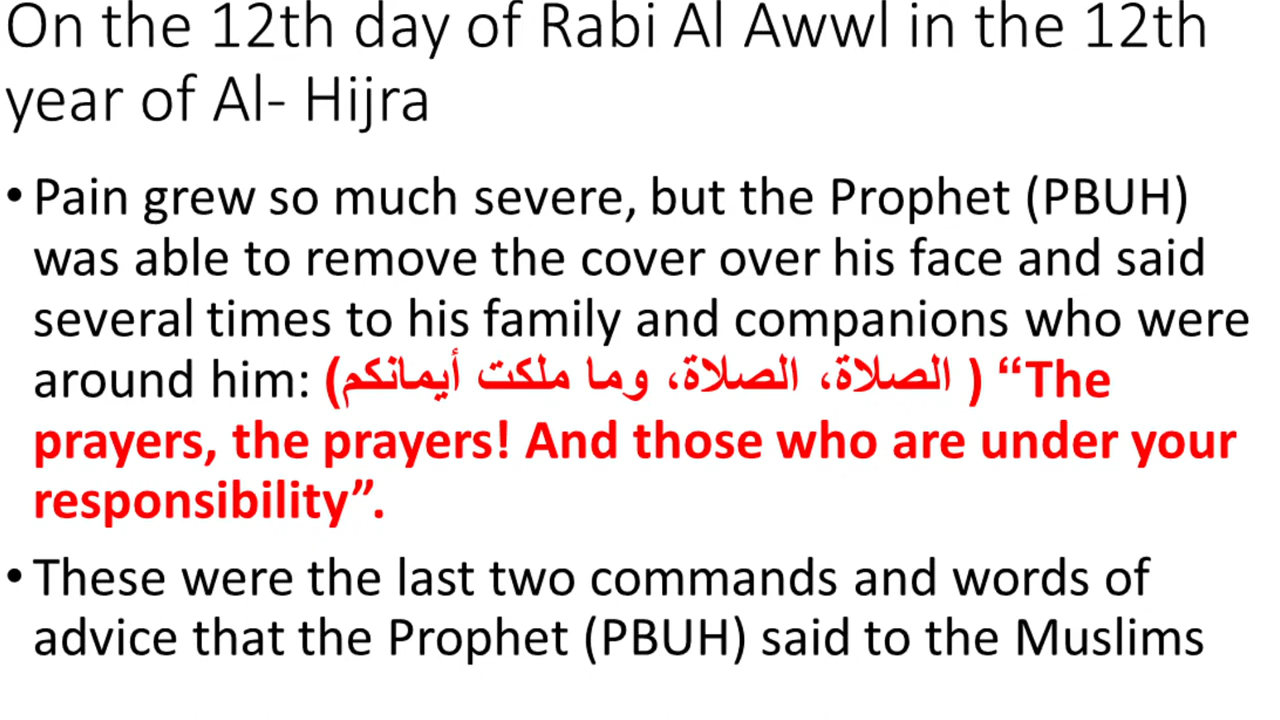 On the 12th day of Rabi Al Awwl in the 12th
year of Al- Hijra
• Pain grew so much severe, but the Prophet (PBUH)
was able to remove the cover over his face and said
several times to his family and companions who were
around him: ( الصلاة، الصلاة، وما ملكت أيمانكم) “The
prayers, the prayers! And those who are under your
responsibility”.
• These were the last two commands and words of
advice that the Prophet (PBUH) said to the Muslims